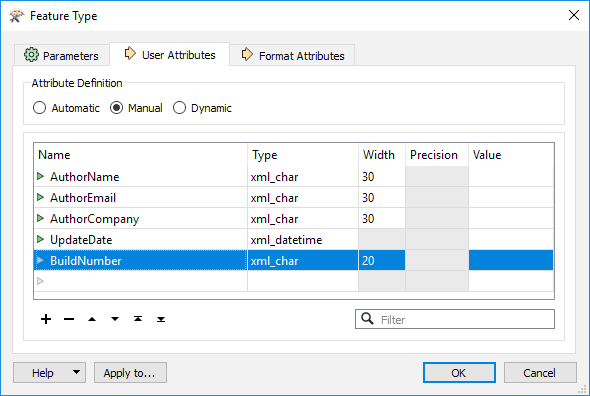 Feature Type
Parameters User Attributes Format Attributes
Attribute Definition
Automatic Manual Dynamic
Name Type Width Precision Value
AuthorName xml_char 30
AuthorEmail xml_char 30
AuthorCompany xml_char 30
UpdateDate xml_datetime
BuildNumber xml_char 20
Filter
Help Apply to... OK Cancel